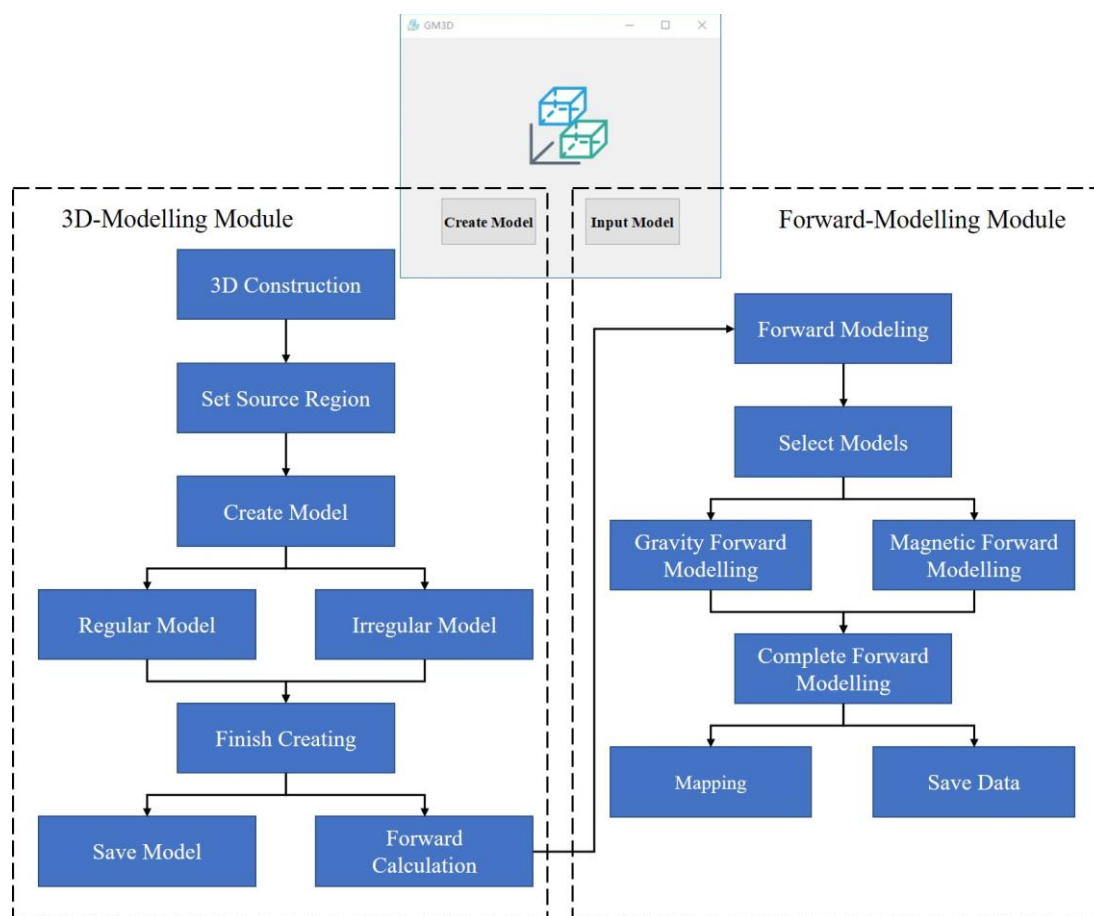 GM3D
3D-Modelling Module
Create Model
Input Model
Forward-Modelling Module
3D Construction
Set Source Region
Create Model
Regular Model
Irregular Model
Finish Creating
Save Model
Forward
Calculation
Forward Modeling
Select Models
Gravity Forward
Modelling
Magnetic Forward
Modelling
Complete Forward
Modelling
Mapping
Save Data